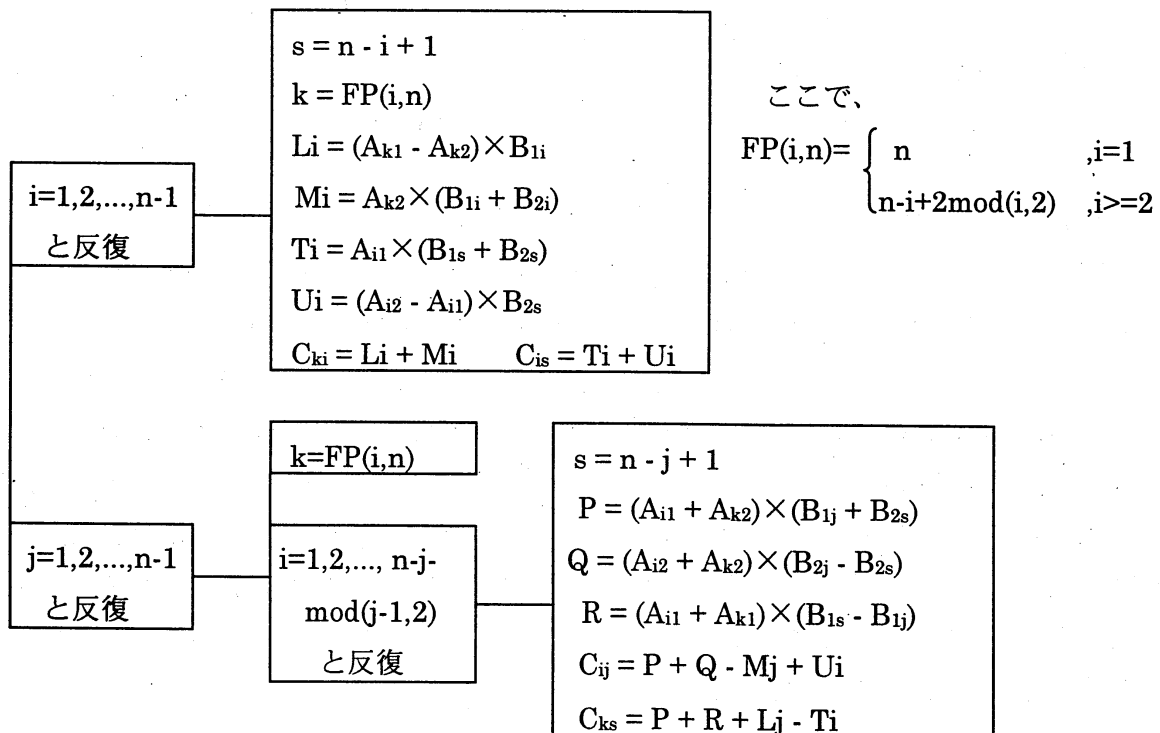 i=1,2,...,n-1
と反復
s = n - i + 1
k = FP(i,n)
Li = (Ak1 - Ak2)×B1i
Mi = Ak2×(B1i + B2i)
Ti = Ai1×(B1s + B2s)
Ui = (Ai2 - Ai1)×B2s
Cki = Li + Mi Cis = Ti + Ui
ここで、
FP(i,n)= { n ,i=1
n-i+2mod(i,2) ,i>=2
j=1,2,...,n-1
と反復
k=FP(i,n)
i=1,2,..., n-j-
mod(j-1,2)
と反復
s = n - j + 1
P = (Ai1 + Ak2)×(B1j + B2s)
Q = (Ai2 + Ak2)×(B2j - B2s)
R = (Ai1 + Ak1)×(B1s - B1j)
Cij = P + Q - Mj + Ui
Cks = P + R + Lj - Ti